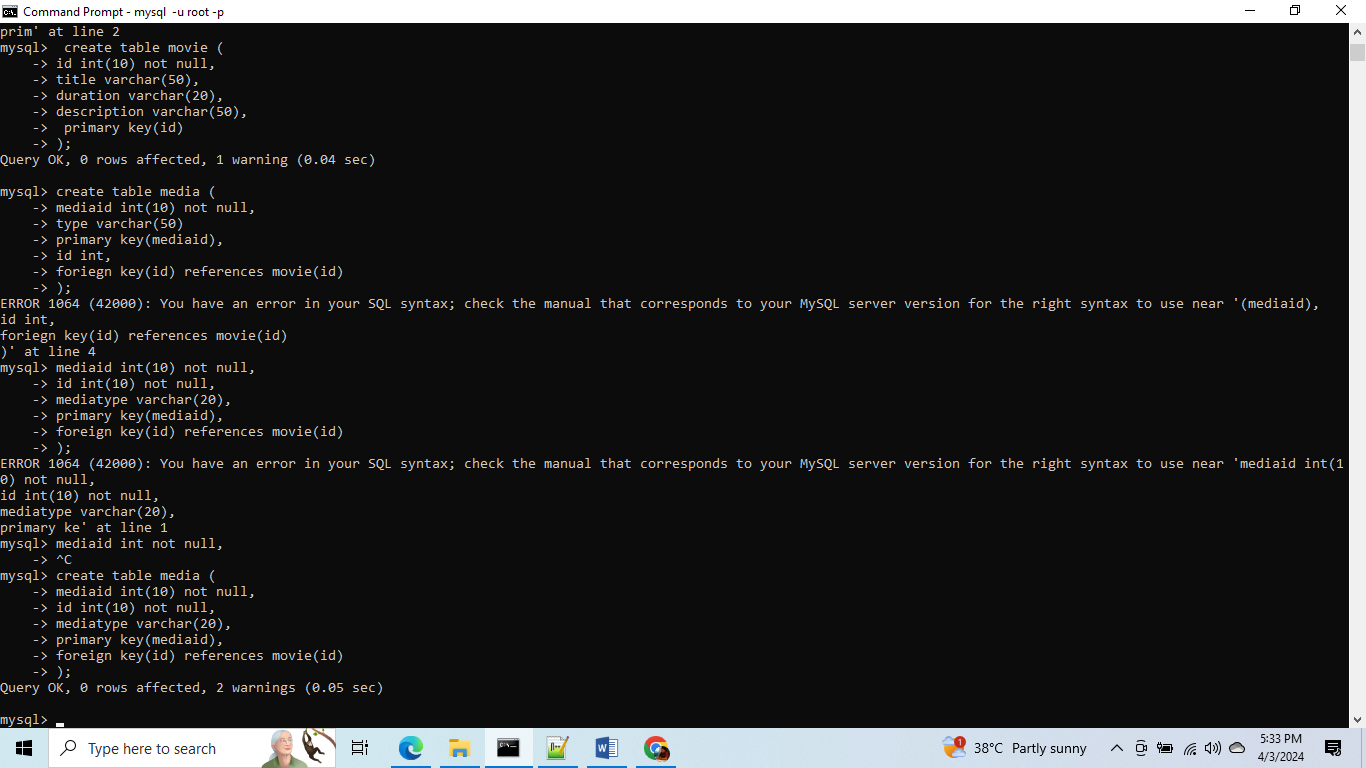 Command Prompt - mysql  -u root -p
prim' at line 2
mysql>  create table movie (
    -> id int(10) not null,
    -> title varchar(50),
    -> duration varchar(20),
    -> description varchar(50),
    ->  primary key(id)
    -> );
Query OK, 0 rows affected, 1 warning (0.04 sec)

mysql> create table media (
    -> mediaid int(10) not null,
    -> type varchar(50)
    -> primary key(mediaid),
    -> id int,
    -> foriegn key(id) references movie(id)
    -> );
ERROR 1064 (42000): You have an error in your SQL syntax; check the manual that corresponds to your MySQL server version for the right syntax to use near '(mediaid),
id int,
foriegn key(id) references movie(id)
)' at line 4
mysql> mediaid int(10) not null,
    -> id int(10) not null,
    -> mediatype varchar(20),
    -> primary key(mediaid),
    -> foreign key(id) references movie(id)
    -> );
ERROR 1064 (42000): You have an error in your SQL syntax; check the manual that corresponds to your MySQL server version for the right syntax to use near 'mediaid int(1
0) not null,
id int(10) not null,
mediatype varchar(20),
primary ke' at line 1
mysql> mediaid int not null,
    -> ^C
mysql> create table media (
    -> mediaid int(10) not null,
    -> id int(10) not null,
    -> mediatype varchar(20),
    -> primary key(mediaid),
    -> foreign key(id) references movie(id)
    -> );
Query OK, 0 rows affected, 2 warnings (0.05 sec)

mysql>
Type here to search
1
38°C Partly sunny
5:33 PM
4/3/2024